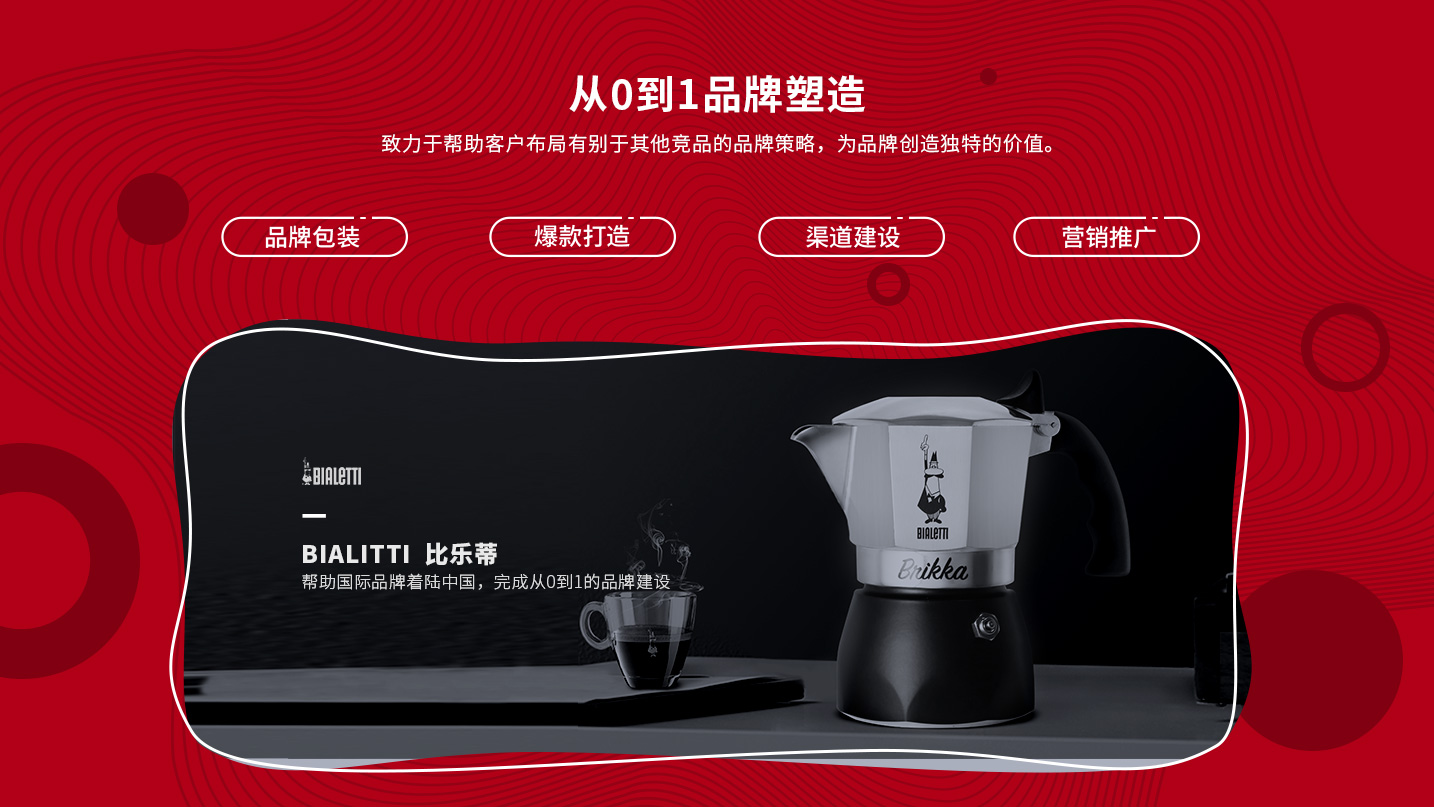 从0到1品牌塑造
致力于帮助客户布局有别于其他竞品的品牌策略，为品牌创造独特的价值。
品牌包装
爆款打造
渠道建设
营销推广
BIALETTI
BIALITTI 比乐蒂
帮助国际品牌着陆中国，完成从0到1的品牌建设
BIALETTI
Brikka